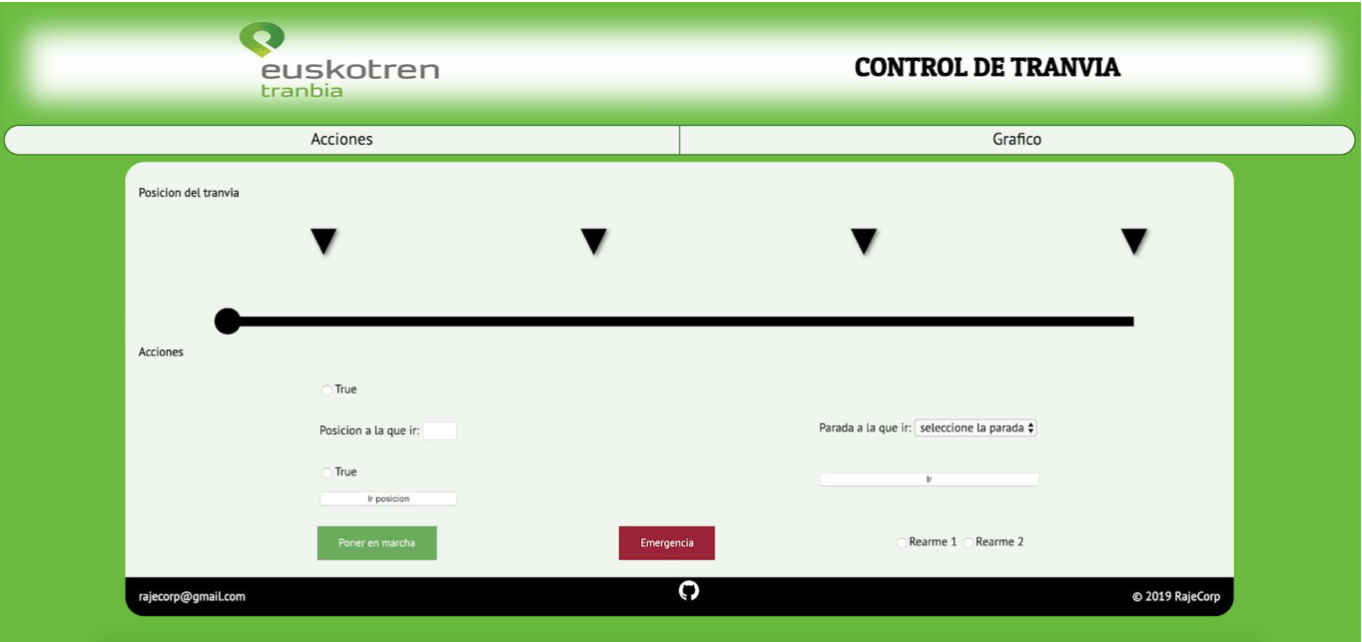 euskotren
tranbia
CONTROL DE TRANVIA
Acciones
Grafico
Posicion del tranvia
Acciones
True
Posicion a la que ir:
Parada a la que ir: seleccione la parada
True
Ir posicion
Ir
Poner en marcha
Emergencia
Rearme 1 Rearme 2
rajecorp@gmail.com
© 2019 RajeCorp